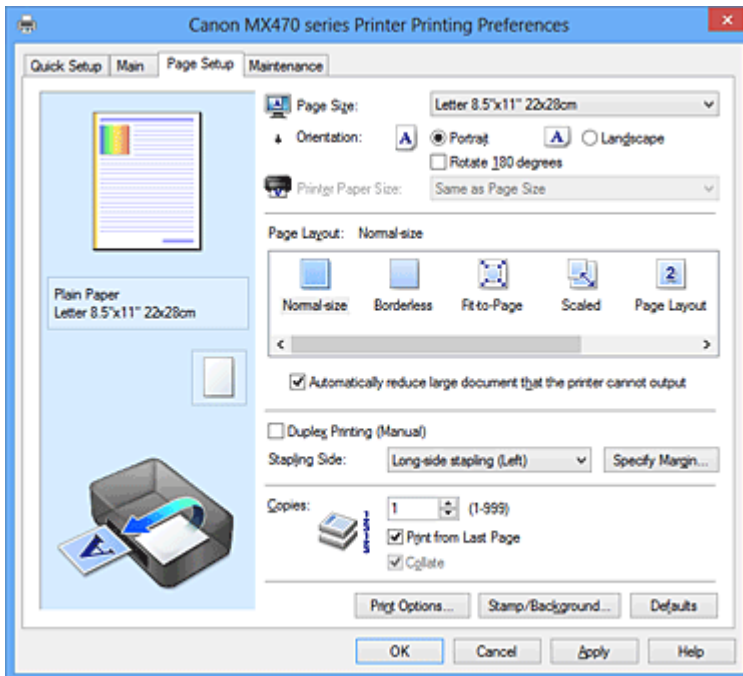 Canon MX470 series Printer Printing Preferences
Quick Setup Main Page Setup Maintenance
Page Size: Letter 8.5"x11" 22x28cm
Orientation: A Portrait A Landscape
Rotate 180 degrees
Printer Paper Size: Same as Page Size
Page Layout: Normal-size
Normal-size Borderless Fit-to-Page Scaled Page Layout
Automatically reduce large document that the printer cannot output
Plain Paper
Letter 8.5"x11" 22x28cm
Duplex Printing (Manual)
Stapling Side: Long-side stapling (Left) Specify Margin...
Copies: 1 (1-999)
Print from Last Page
Collate
Print Options... Stamp/Background... Defaults
OK Cancel Apply Help